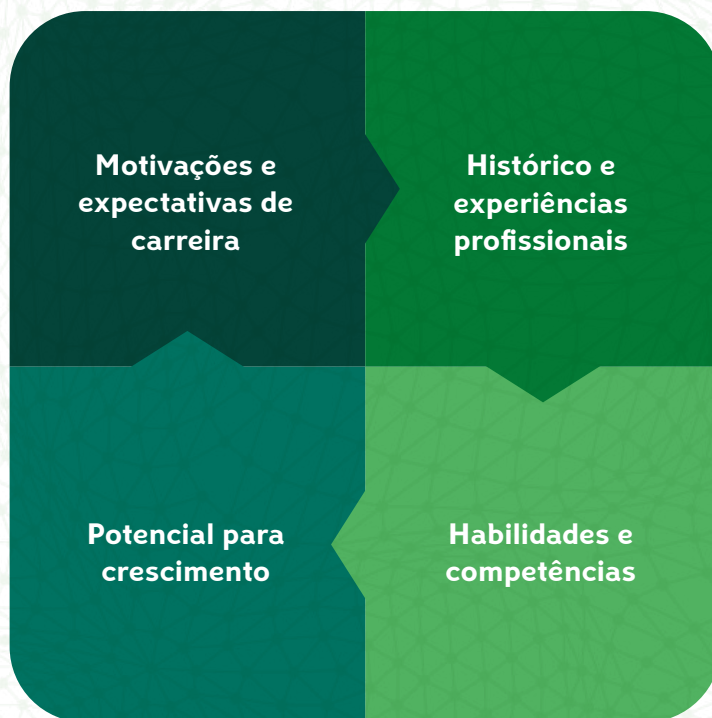 Motivações e
expectativas de
carreira
Histórico e
experiências
profissionais
Potencial para
crescimento
Habilidades e
competências